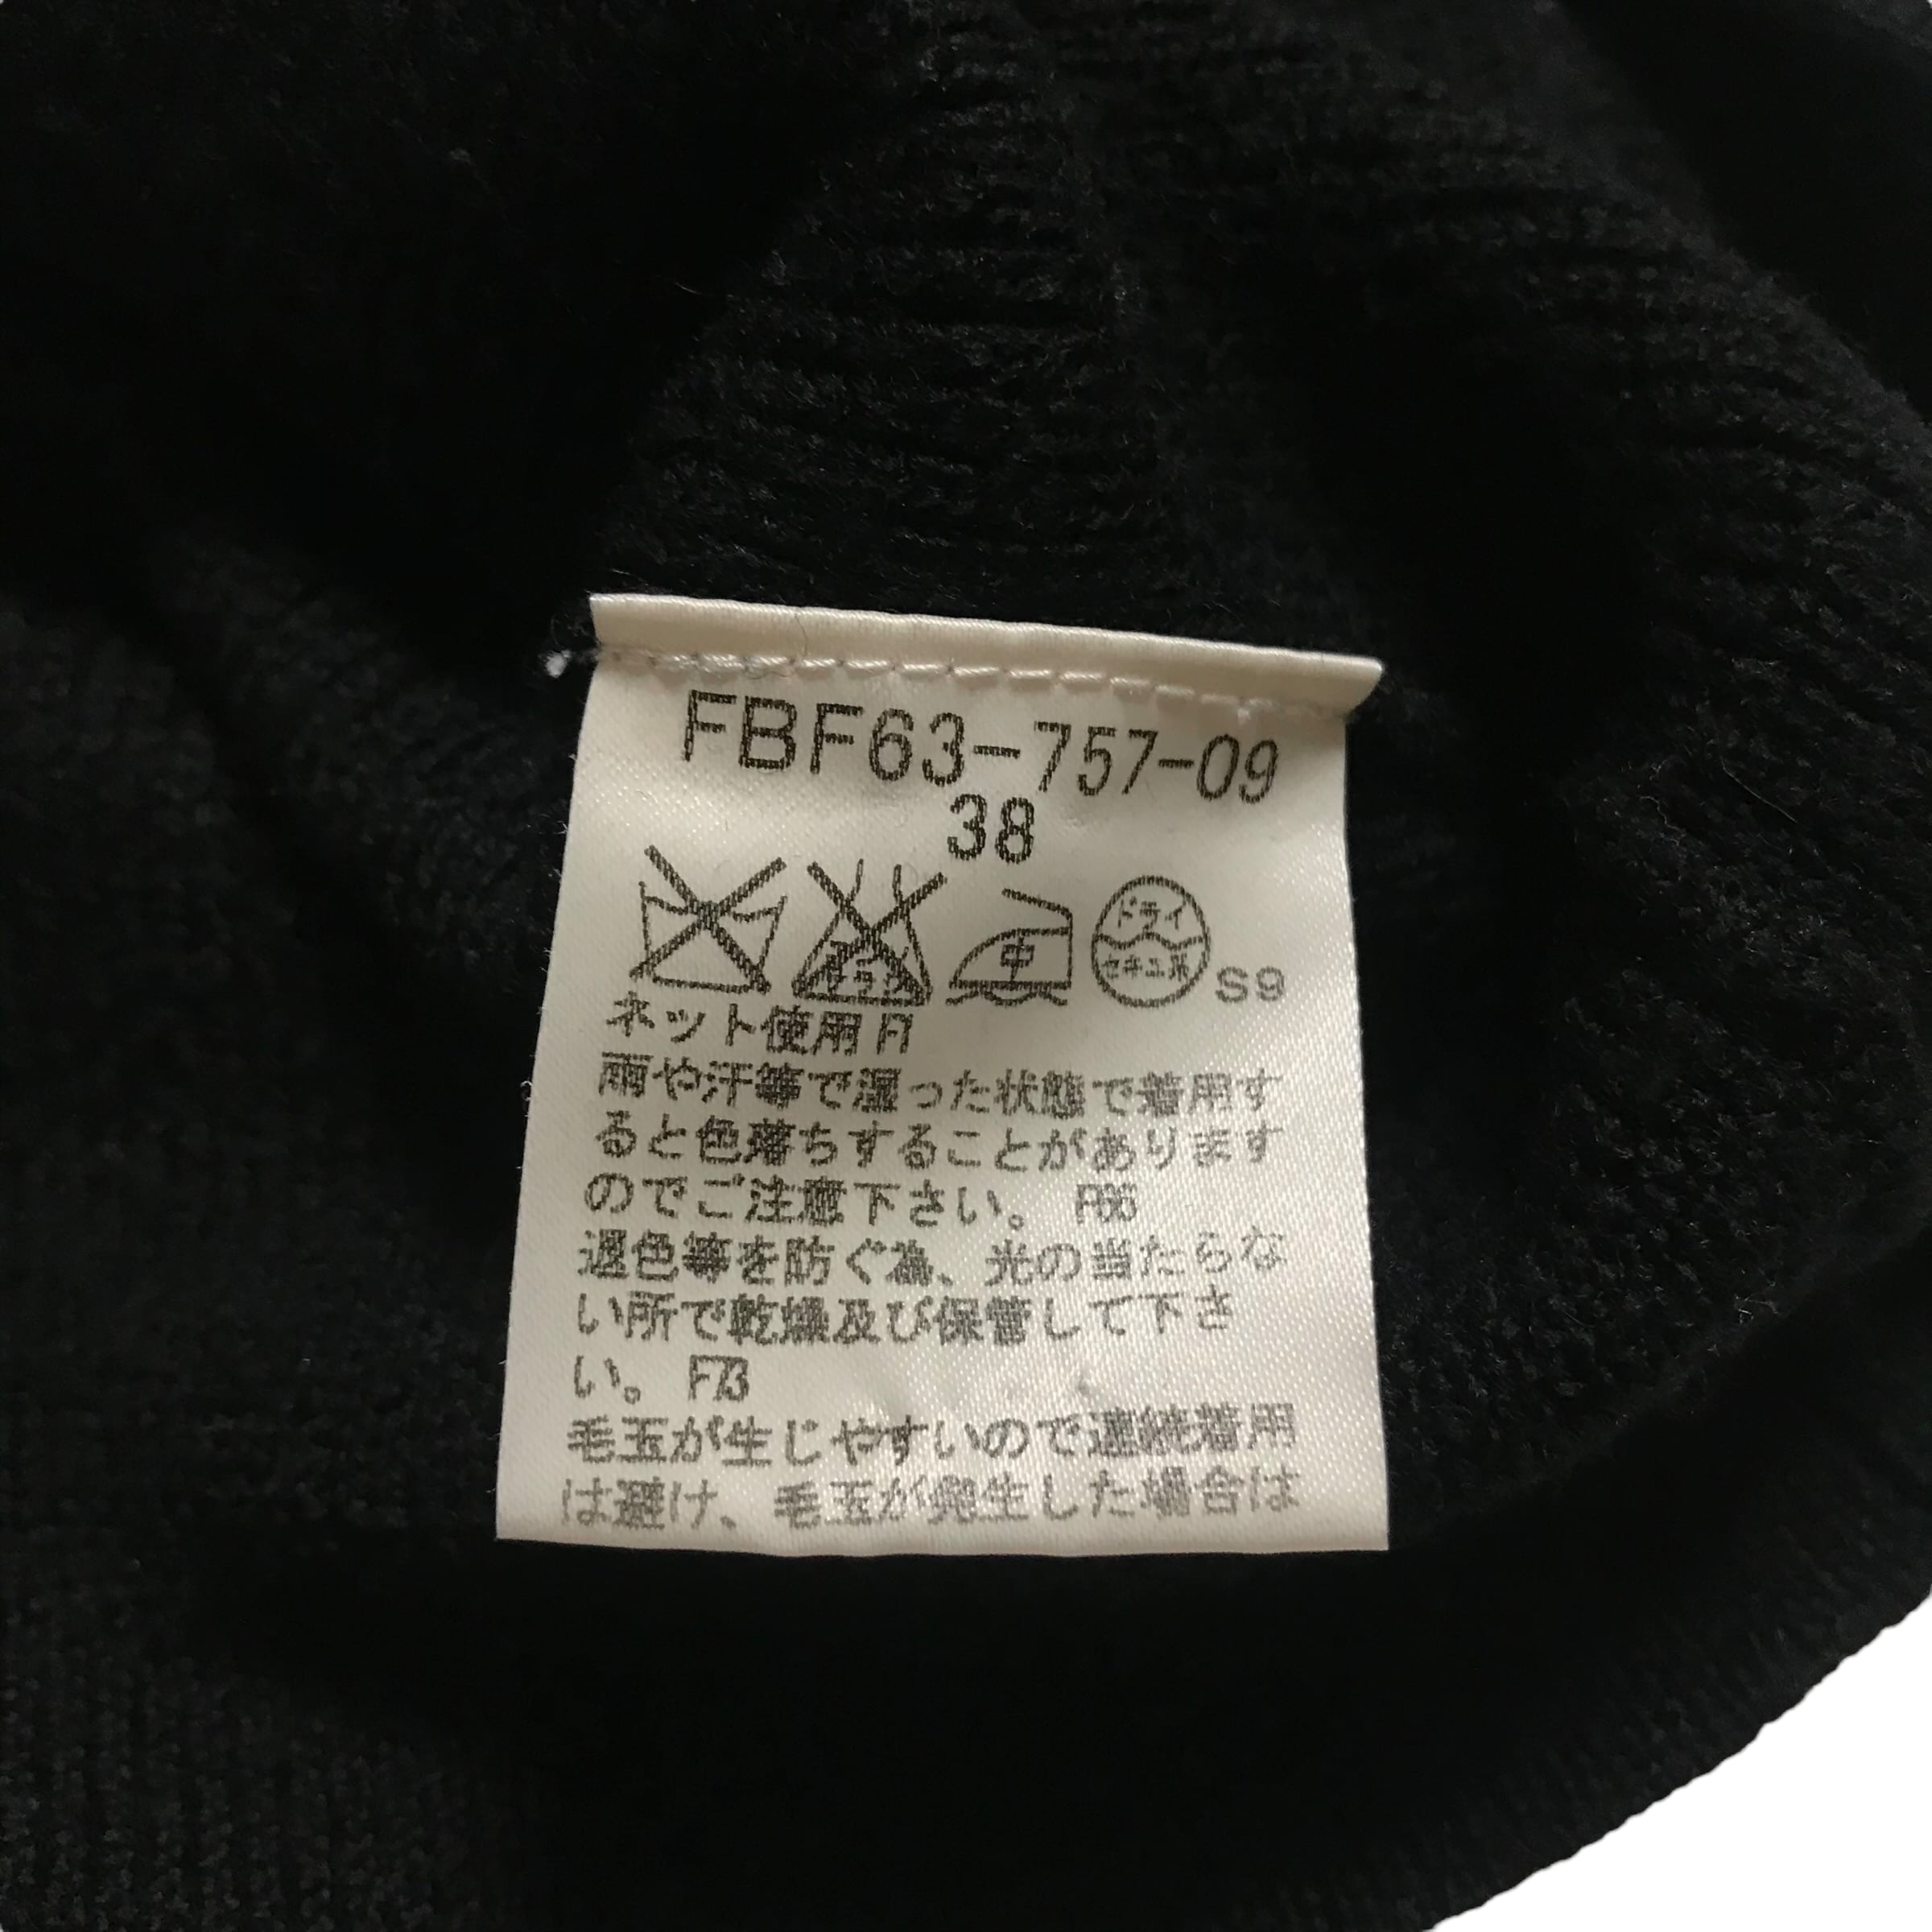 FBF63-757-09
38
中 ドライ
セキユ系 S9
ネット使用 F1
雨や汗等で湿った状態で着用す
ると色落ちすることがあります
のでご注意下さい。 F66
退色等を防ぐ為、光の当たらな
い所で乾燥及び保管して下さ
い。 F73
毛玉が生じやすいので連続着用
は避け、毛玉が発生した場合は